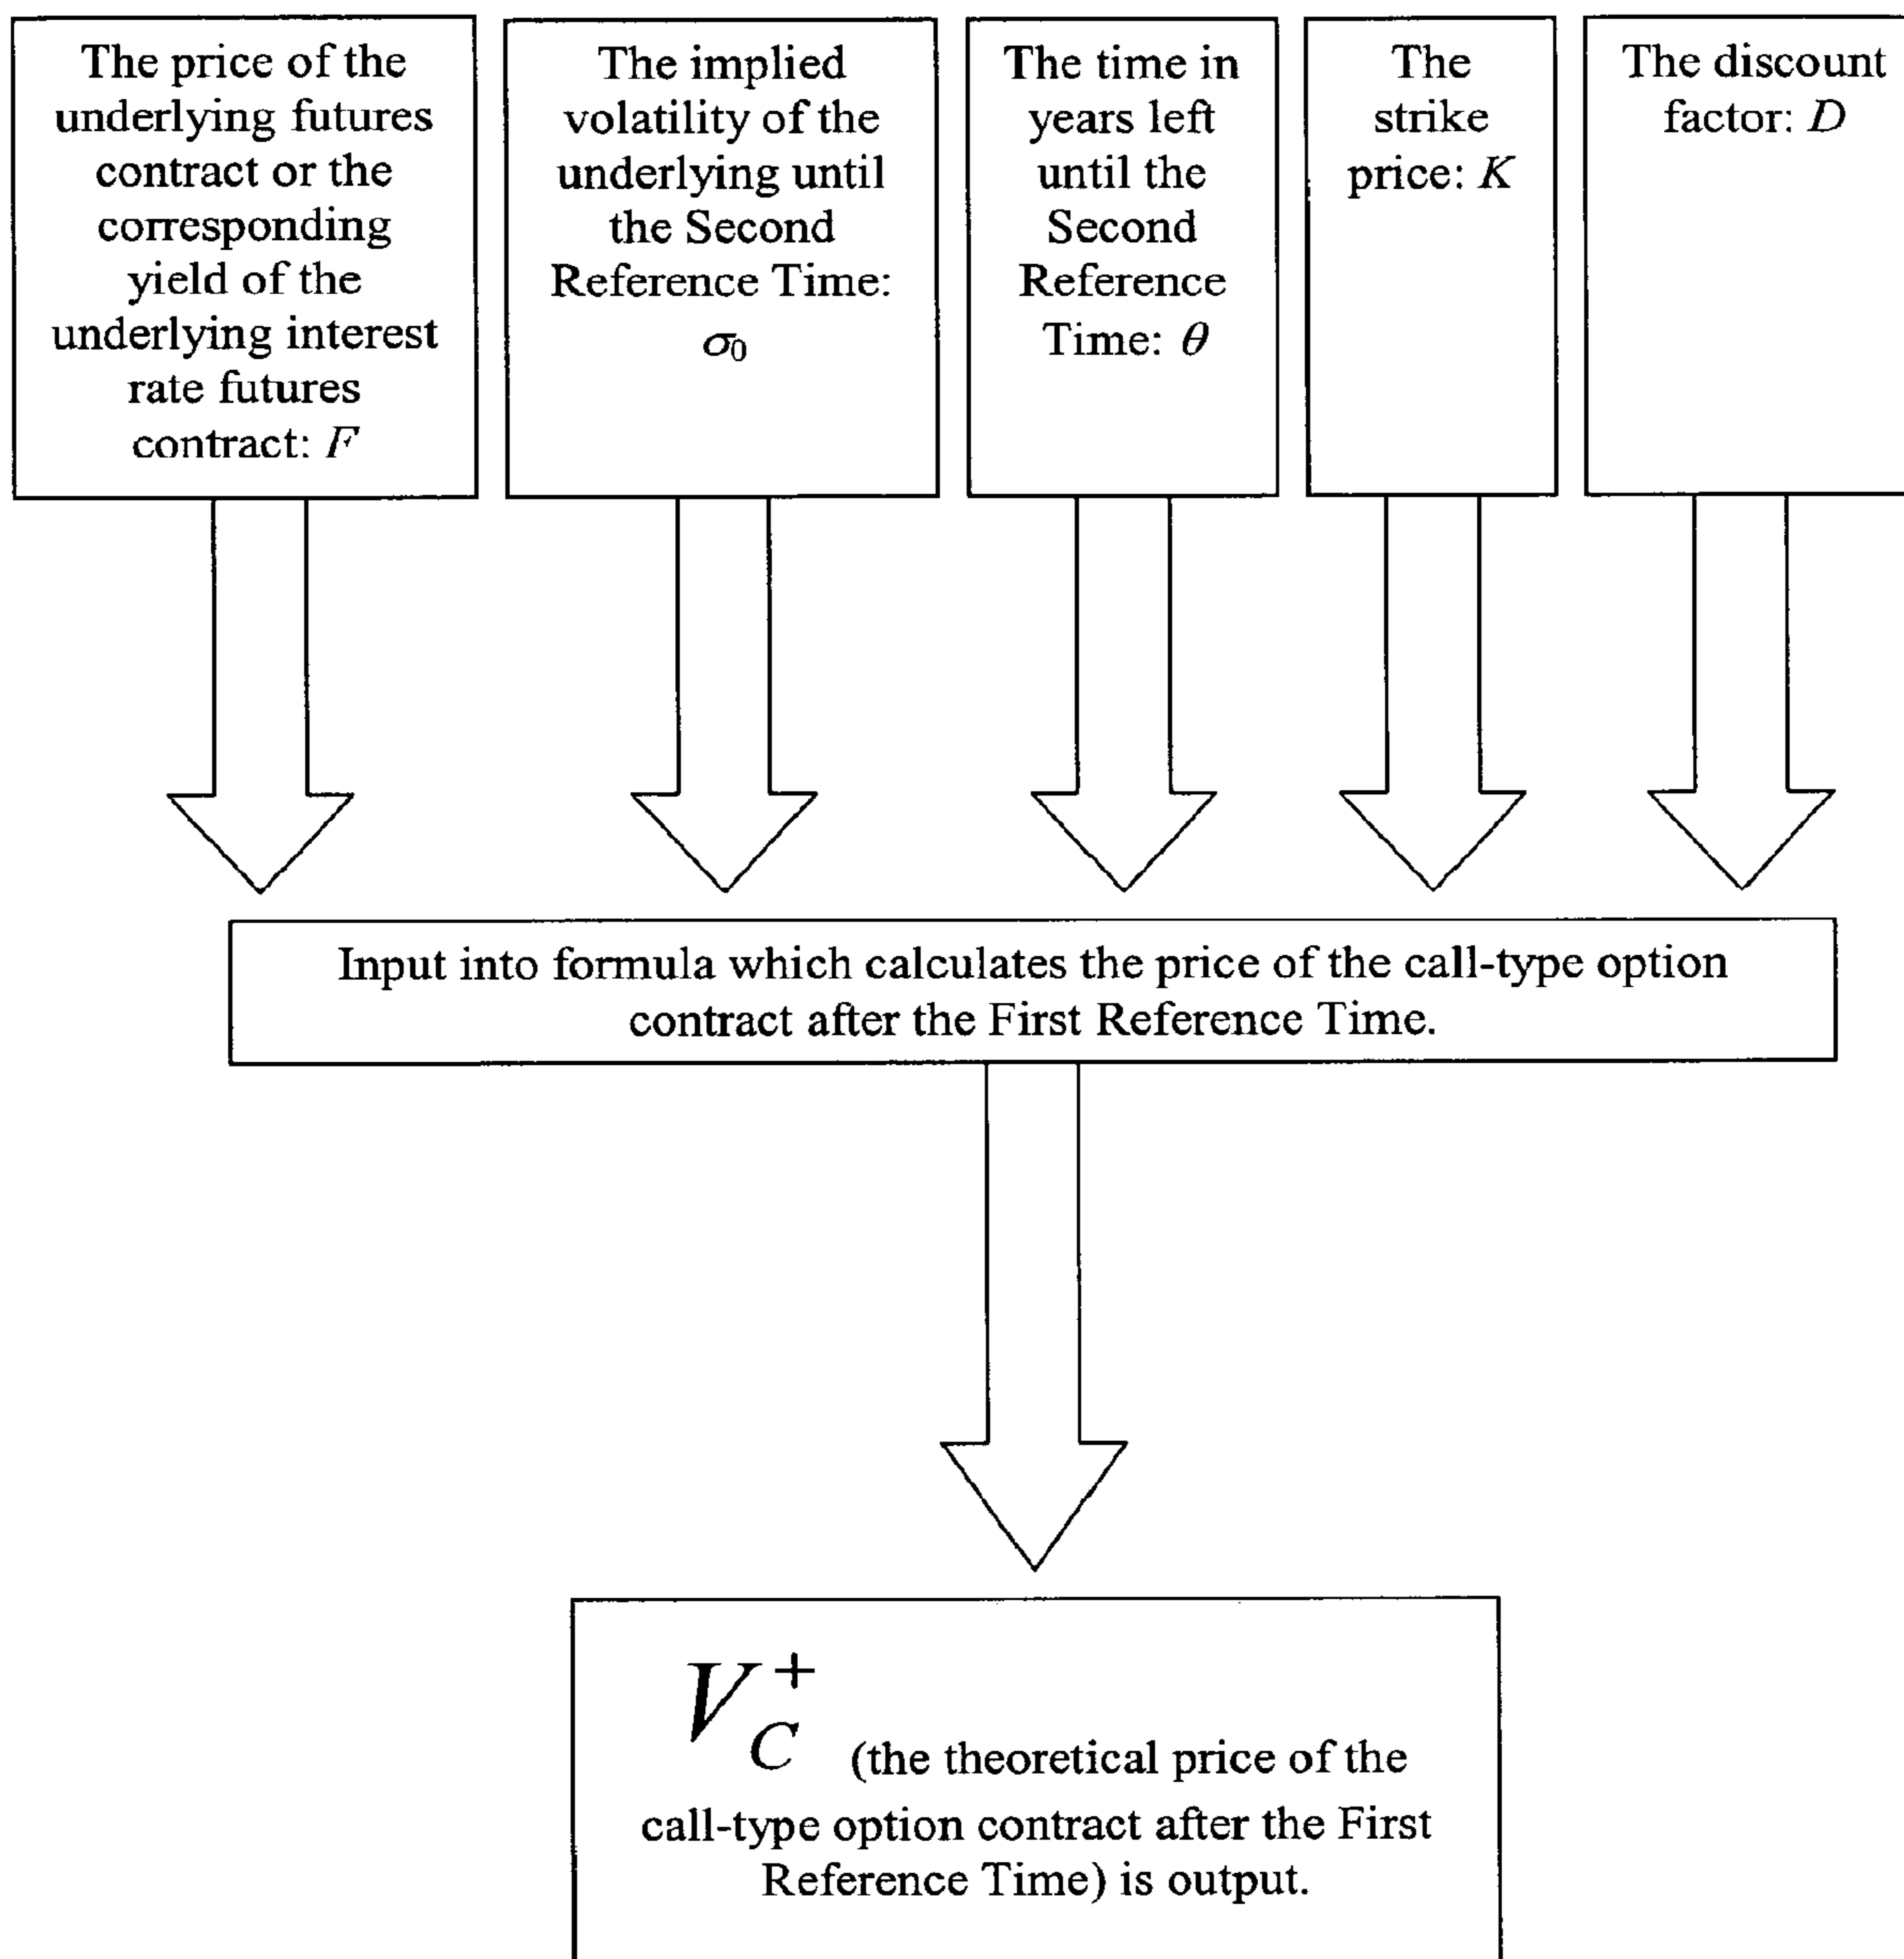 The price of the
underlying futures
contract or the
corresponding
yield of the
underlying interest
rate futures
contract: F
The implied
volatility of the
underlying until
the Second
Reference Time:
σ₀
The time in
years left
until the
Second
Reference
Time: θ
The
strike
price: K
The discount
factor: D
Input into formula which calculates the price of the call-type option
contract after the First Reference Time.
V_C^+ (the theoretical price of the
call-type option contract after the First
Reference Time) is output.